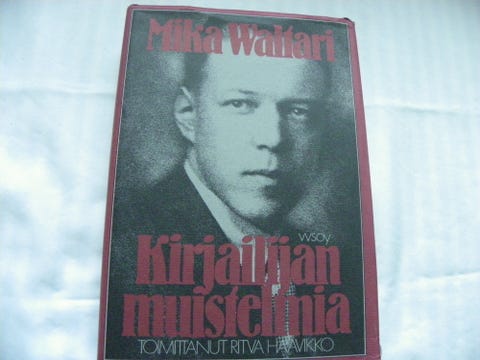 Mika Waltari
wsoy
Kirjailijan
muistelmia
TOIMITTANUT RITVA HAAVIKKO